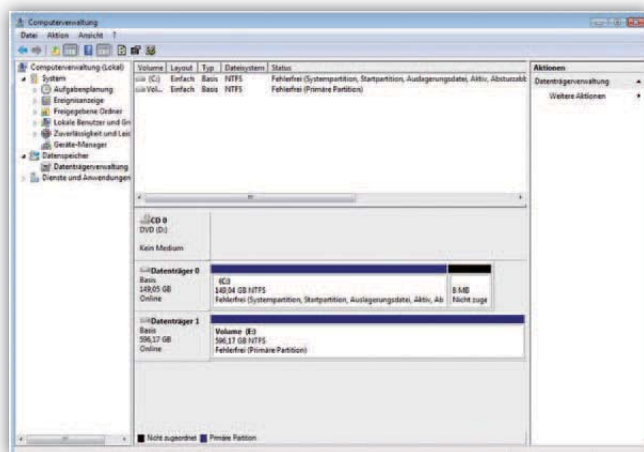 Computerverwaltung
Datei Aktion Ansicht ?
Computerverwaltung (Lokal)
System
Aufgabenplanung
Ereignisanzeige
Freigegebene Ordner
Lokale Benutzer und Gr
Zuverlässigkeit und Leis
Geräte-Manager
Datenspeicher
Datenträgerverwaltung
Dienste und Anwendungen
Volume Layout Typ Dateisystem Status
(C:) Einfach Basis NTFS Fehlerfrei (Systempartition, Startpartition, Auslagerungsdatei, Aktiv, Absturzabb
Vol... Einfach Basis NTFS Fehlerfrei (Primäre Partition)
CD 0
DVD (D:)
Kein Medium
Datenträger 0
Basis
149,05 GB
Online
(C:)
149,04 GB NTFS
Fehlerfrei (Systempartition, Startpartition, Auslagerungsdatei, Aktiv, Ab
8 MB
Nicht zuge
Datenträger 1
Basis
596,17 GB
Online
Volume (E:)
596,17 GB NTFS
Fehlerfrei (Primäre Partition)
Nicht zugeordnet Primäre Partition
Aktionen
Datenträgerverwaltung
Weitere Aktionen